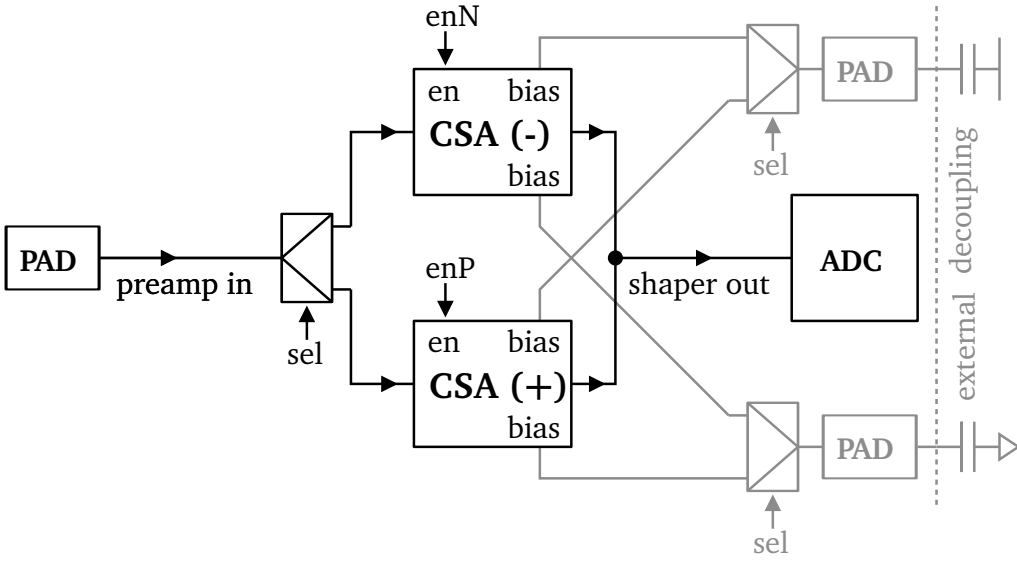 enN
en bias
CSA (-)
bias
PAD
sel
PAD
preamp in
sel
enP
en bias
CSA (+)
bias
shaper out
ADC
external decoupling
PAD
sel